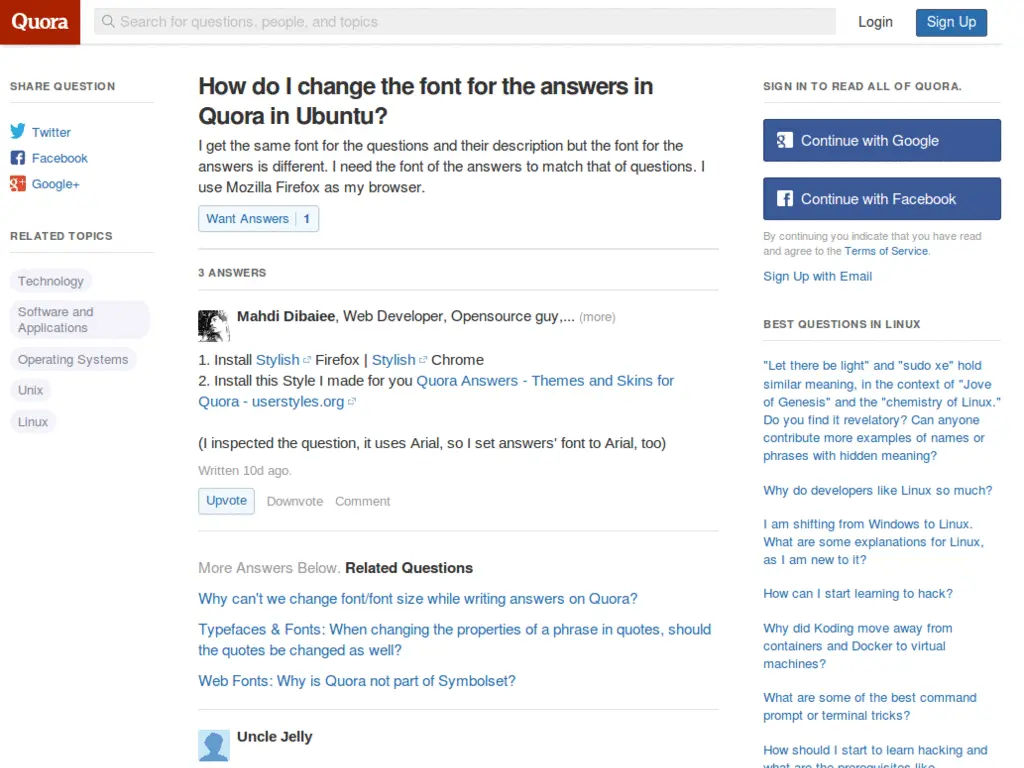 Quora
Search for questions, people, and topics
Login
Sign Up
SHARE QUESTION
Twitter
Facebook
Google+
RELATED TOPICS
Technology
Software and
Applications
Operating Systems
Unix
Linux
How do I change the font for the answers in
Quora in Ubuntu?
I get the same font for the questions and their description but the font for the
answers is different. I need the font of the answers to match that of questions. I
use Mozilla Firefox as my browser.
Want Answers 1
3 ANSWERS
Mahdi Dibaiee, Web Developer, Opensource guy,... (more)
1. Install Stylish Firefox | Stylish Chrome
2. Install this Style I made for you Quora Answers - Themes and Skins for
Quora - userstyles.org
(I inspected the question, it uses Arial, so I set answers' font to Arial, too)
Written 10d ago.
Upvote Downvote Comment
More Answers Below. Related Questions
Why can't we change font/font size while writing answers on Quora?
Typefaces & Fonts: When changing the properties of a phrase in quotes, should
the quotes be changed as well?
Web Fonts: Why is Quora not part of Symbolset?
Uncle Jelly
SIGN IN TO READ ALL OF QUORA.
Continue with Google
Continue with Facebook
By continuing you indicate that you have read
and agree to the Terms of Service.
Sign Up with Email
BEST QUESTIONS IN LINUX
"Let there be light" and "sudo xe" hold
similar meaning, in the context of "Jove
of Genesis" and the "chemistry of Linux."
Do you find it revelatory? Can anyone
contribute more examples of names or
phrases with hidden meaning?
Why do developers like Linux so much?
I am shifting from Windows to Linux.
What are some explanations for Linux,
as I am new to it?
How can I start learning to hack?
Why did Koding move away from
containers and Docker to virtual
machines?
What are some of the best command
prompt or terminal tricks?
How should I start to learn hacking and
what are the prerequisites like